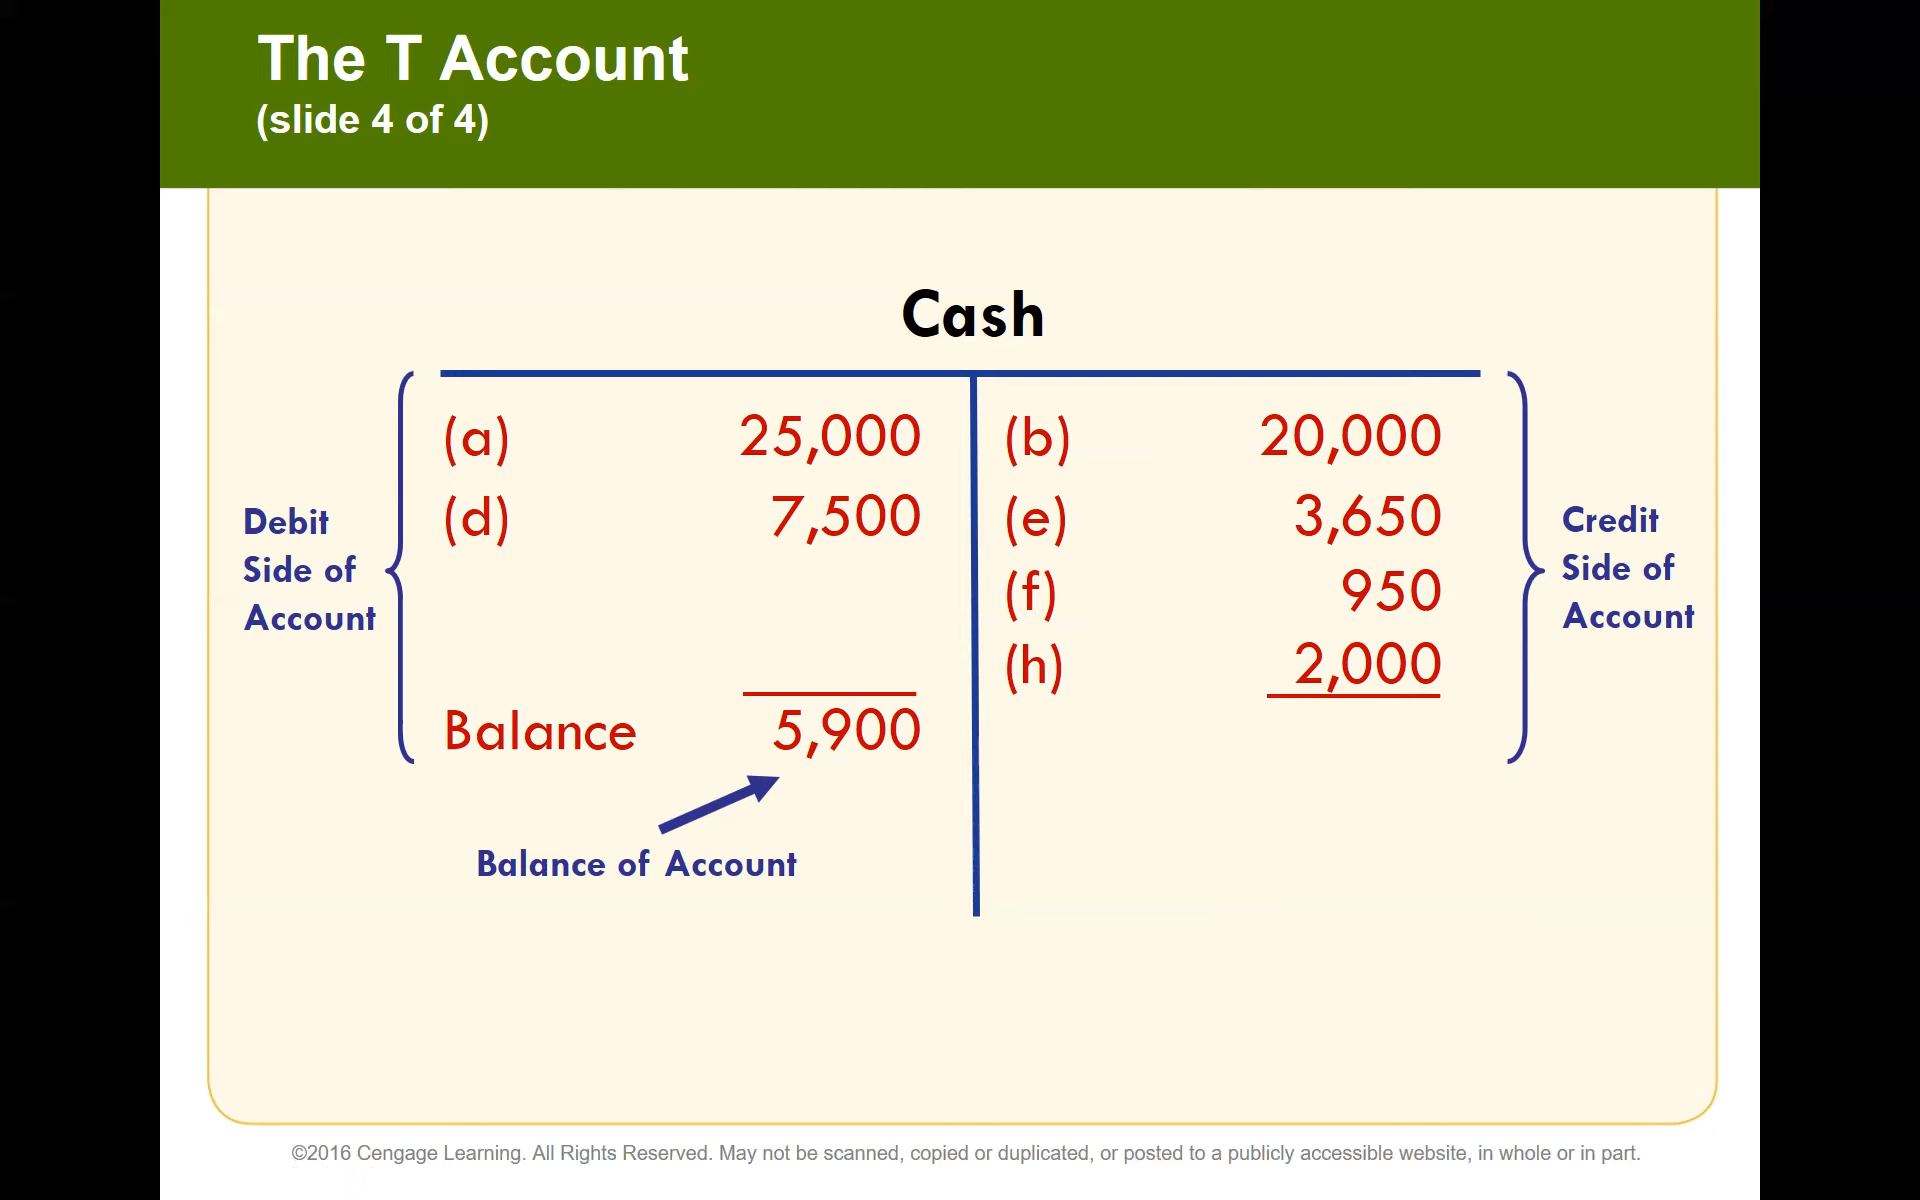 The T Account
(slide 4 of 4)
Cash
(a) 25,000 (b) 20,000
(d) 7,500 (e) 3,650
(f) 950
(h) 2,000
Balance 5,900
Debit
Side of
Account
Credit
Side of
Account
Balance of Account
©2016 Cengage Learning. All Rights Reserved. May not be scanned, copied or duplicated, or posted to a publicly accessible website, in whole or in part.